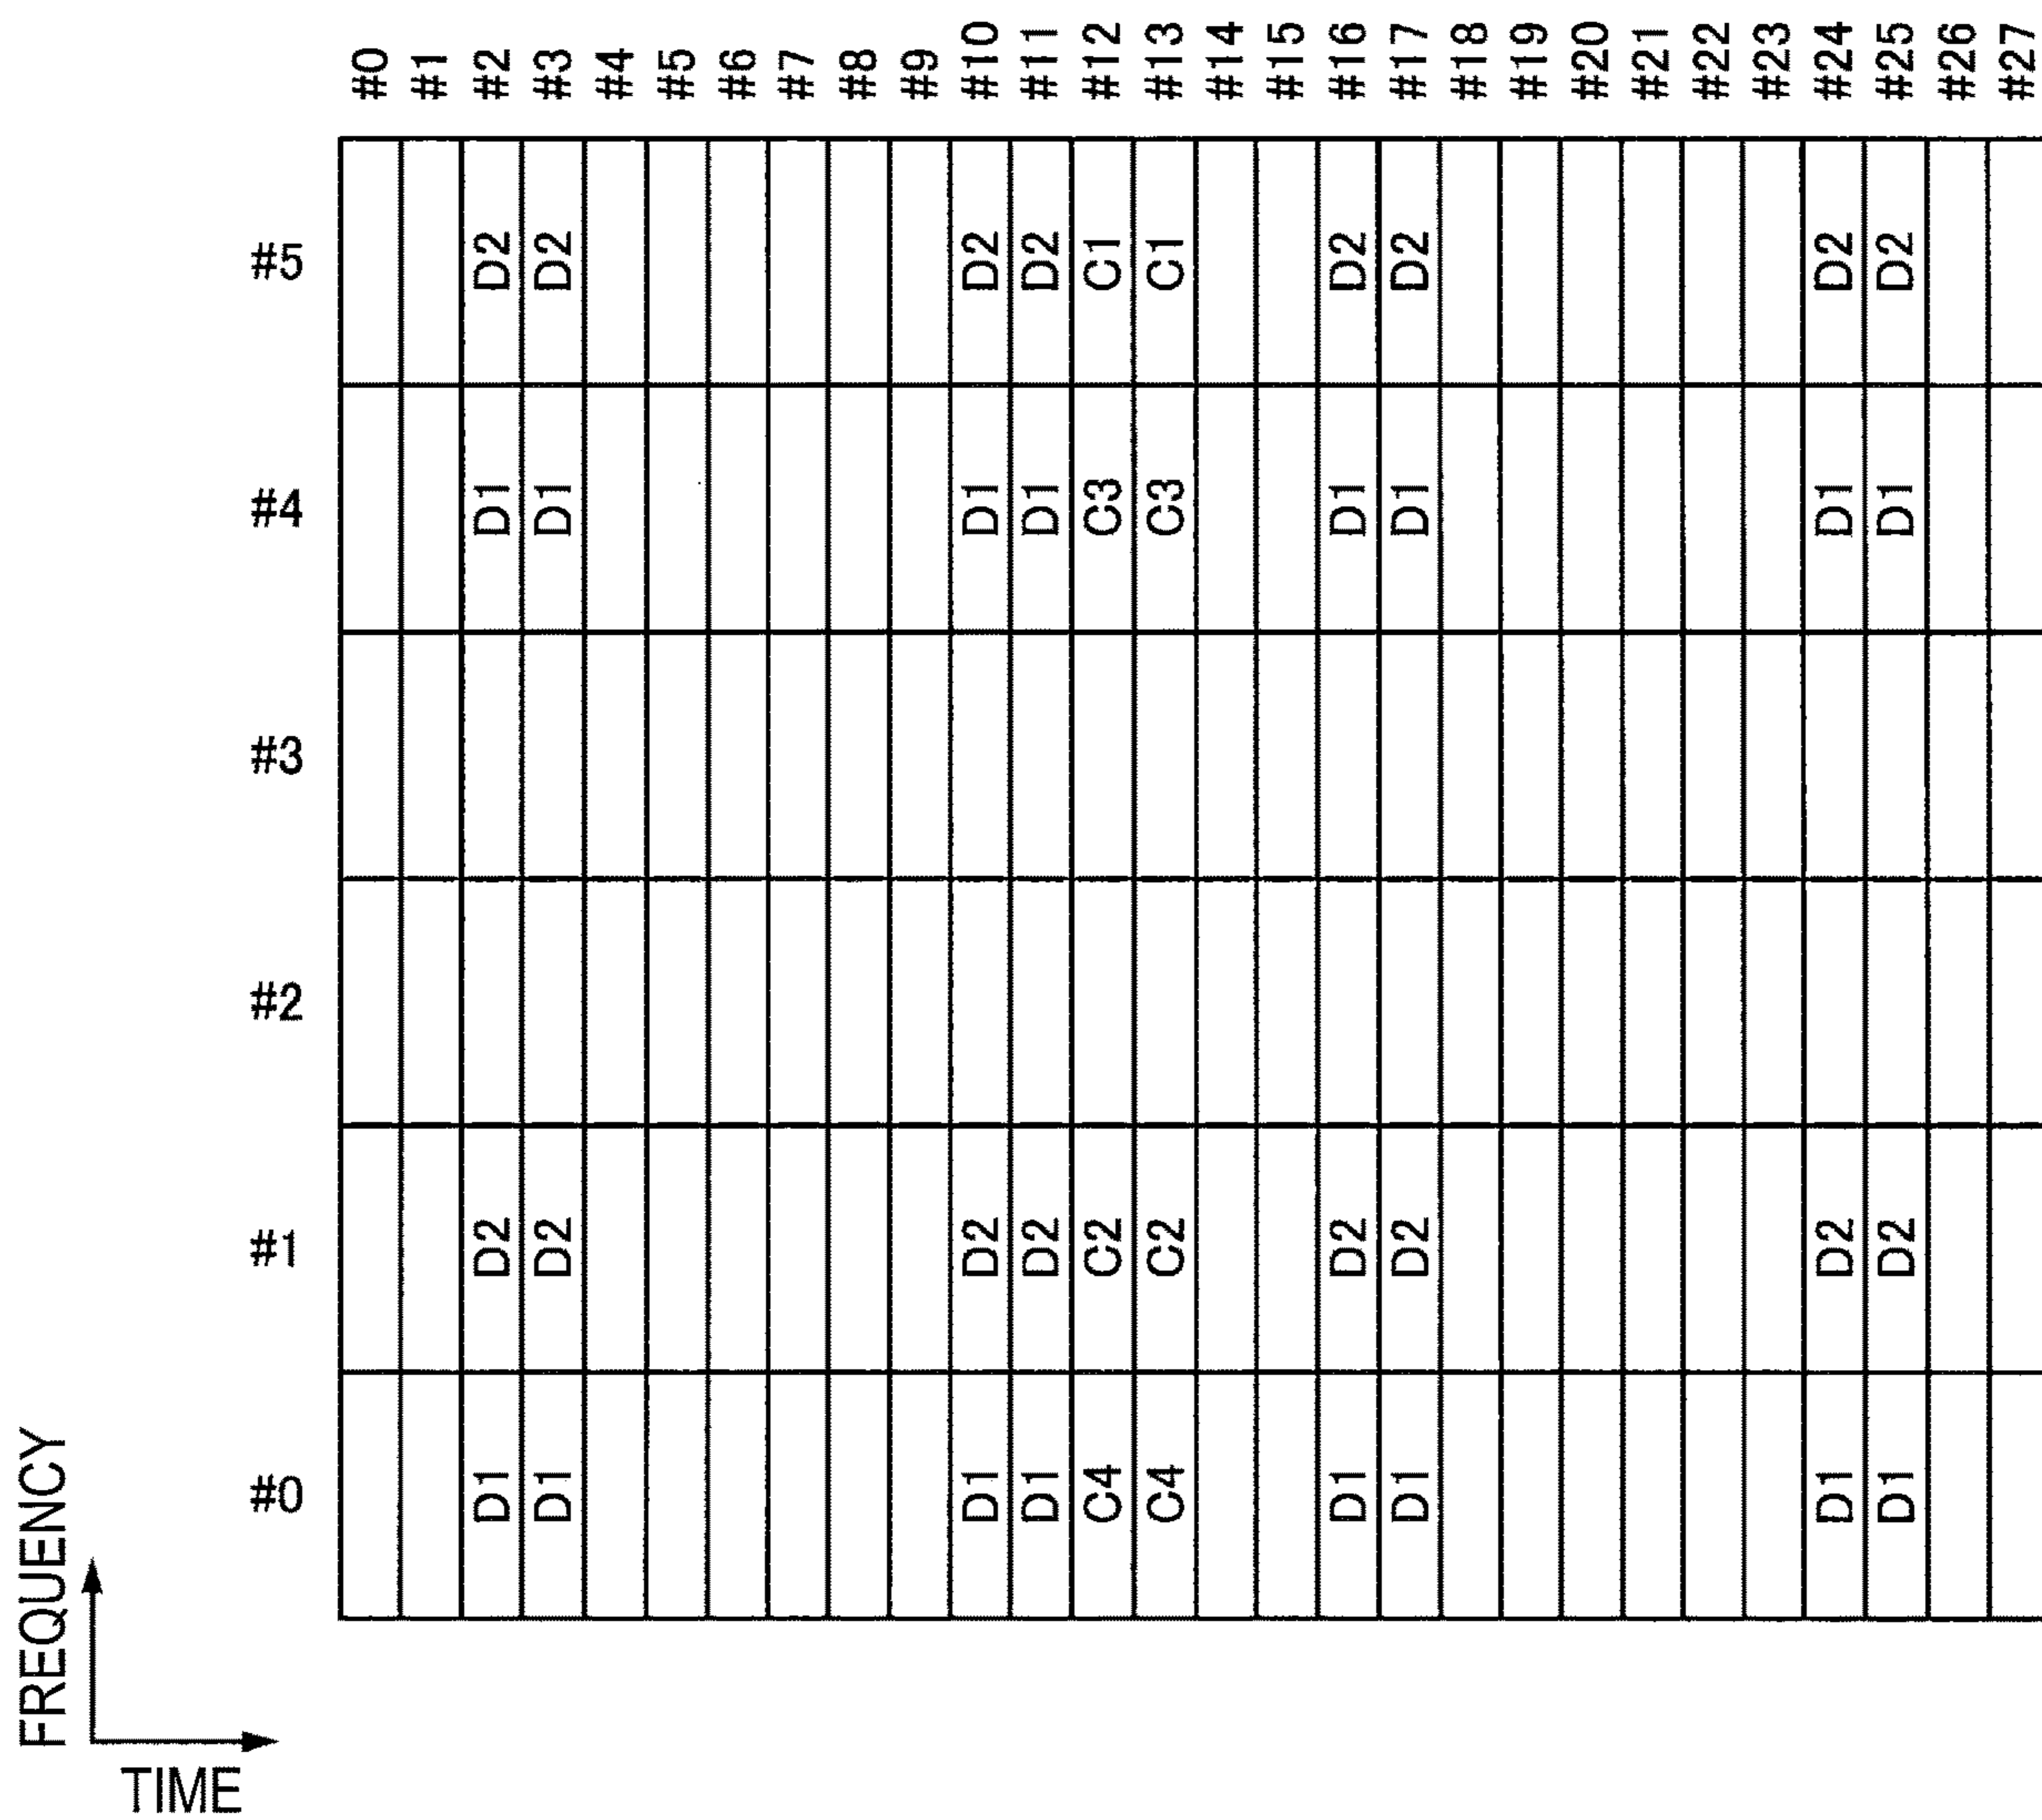 #0 #1 #2 #3 #4 #5 #6 #7 #8 #9 #10 #11 #12 #13 #14 #15 #16 #17 #18 #19 #20 #21 #22 #23 #24 #25 #26 #27
#5 D2 D2 D2 D2 C1 C1 D2 D2 D2 D2
#4 D1 D1 D1 D1 C3 C3 D1 D1 D1 D1
#3
#2
#1 D2 D2 D2 D2 C2 C2 D2 D2 D2 D2
#0 D1 D1 D1 D1 C4 C4 D1 D1 D1 D1
FREQUENCY
TIME